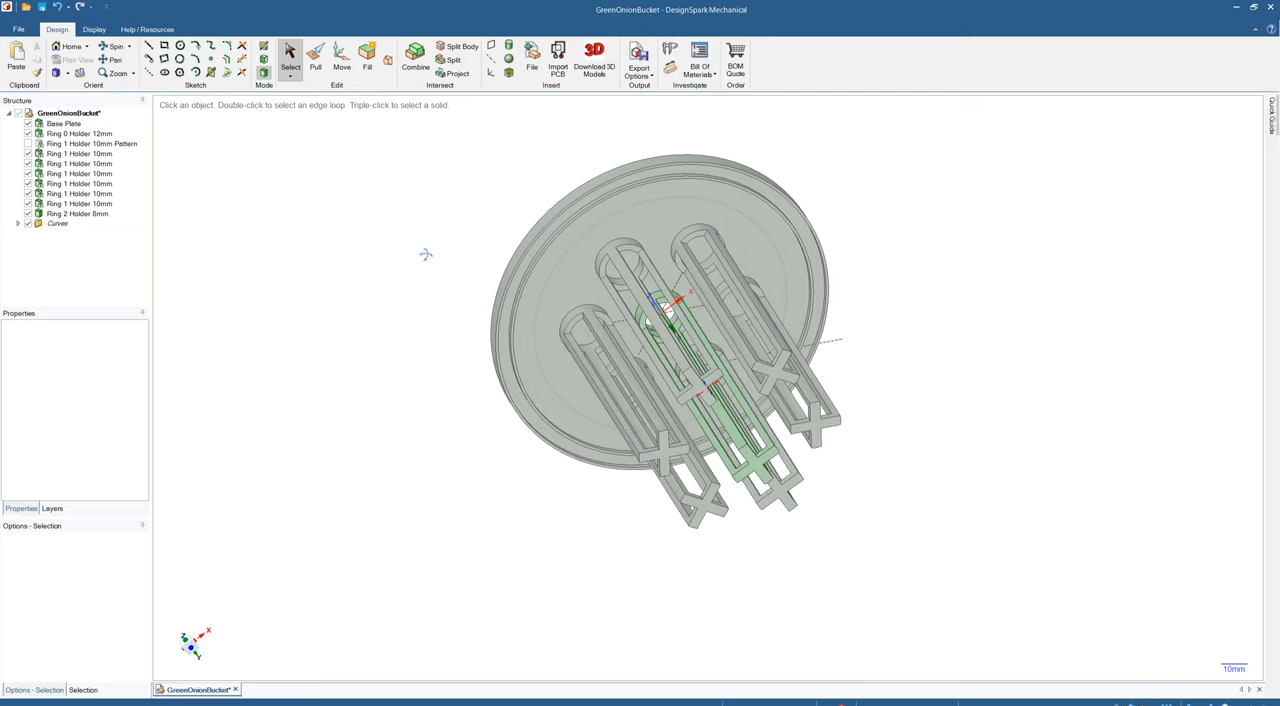 GreenOnionBucket - DesignSpark Mechanical
File Design Display Help / Resources
Home Spin
Plan View Pan
Zoom
Paste
Select Pull Move Fill
Combine Split Body
Split
Project
File Import PCB Download 3D Models
3D
Export Options
Bill Of Materials
BOM Quote
Clipboard Orient Sketch Mode Edit Intersect Insert Output Investigate Order
Structure
Click an object. Double-click to select an edge loop. Triple-click to select a solid.
Quick Guide
GreenOnionBucket*
Base Plate
Ring 0 Holder 12mm
Ring 1 Holder 10mm Pattern
Ring 1 Holder 10mm
Ring 1 Holder 10mm
Ring 1 Holder 10mm
Ring 1 Holder 10mm
Ring 1 Holder 10mm
Ring 1 Holder 10mm
Ring 2 Holder 8mm
Curves
X
Properties
Properties Layers
Options - Selection
X
Z
Y
10mm
Options - Selection Selection
GreenOnionBucket*